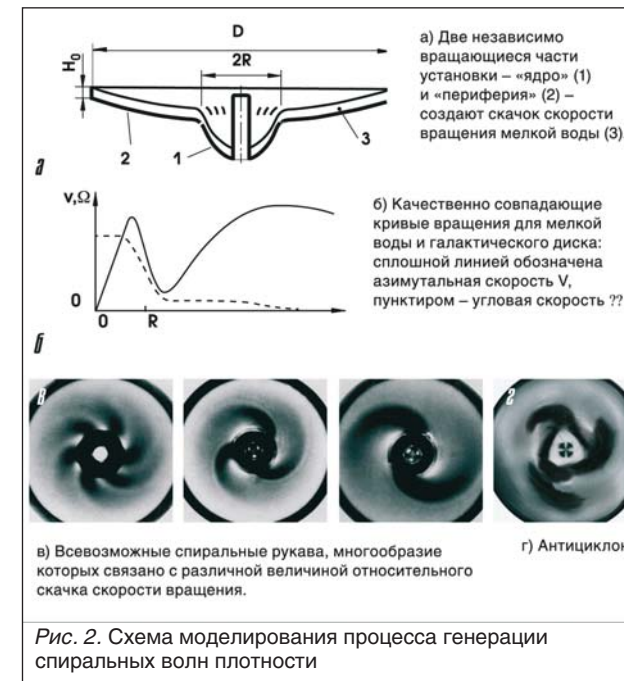 D
2R
H₀
2
1
3
а
а) Две независимо
вращающиеся части
установки – «ядро» (1)
и «периферия» (2) –
создают скачок скорости
вращения мелкой воды (3)
v,Ω
0
0
R
б
б) Качественно совпадающие
кривые вращения для мелкой
воды и галактического диска:
сплошной линией обозначена
азимутальная скорость V,
пунктиром – угловая скорость ??
в
г
в) Всевозможные спиральные рукава, многообразие
которых связано с различной величиной относительного
скачка скорости вращения.
г) Антициклон
Рис. 2. Схема моделирования процесса генерации
спиральных волн плотности